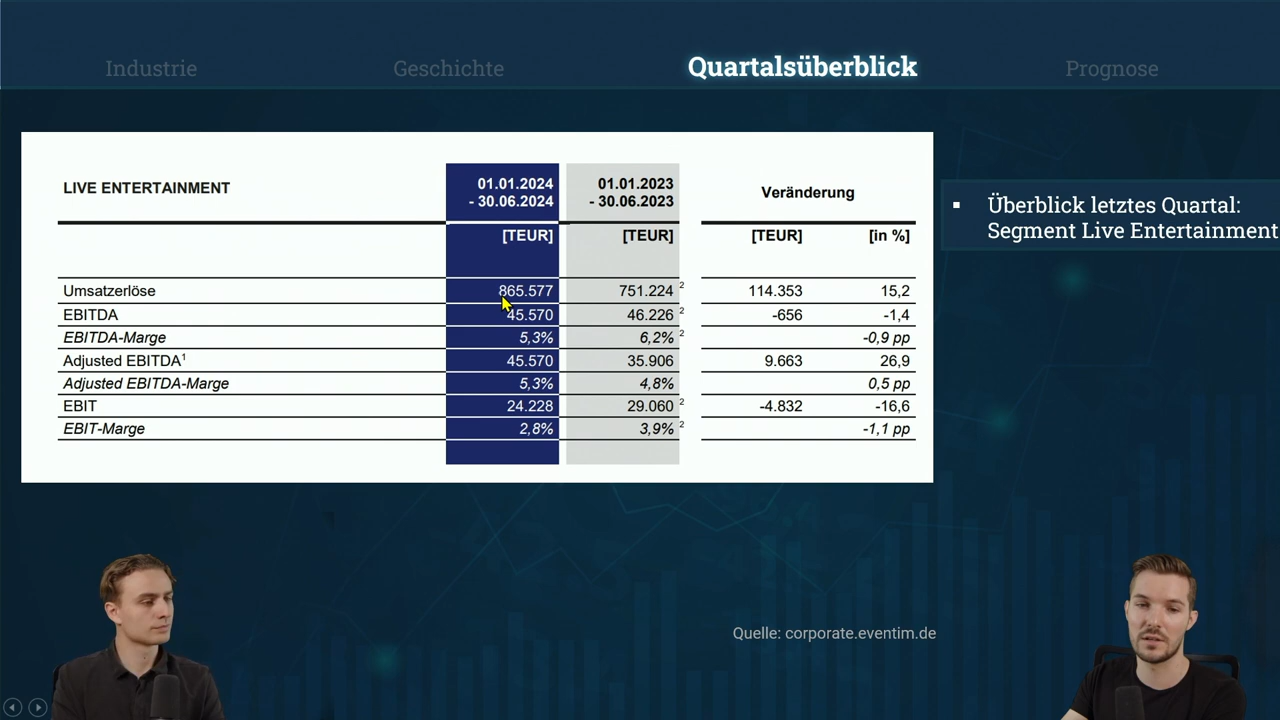 Industrie Geschichte Quartalsüberblick Prognose
LIVE ENTERTAINMENT 01.01.2024 - 30.06.2024 01.01.2023 - 30.06.2023 Veränderung
[TEUR] [TEUR] [TEUR] [in %]
Umsatzerlöse 865.577 751.224 2 114.353 15,2
EBITDA 45.570 46.226 2 -656 -1,4
EBITDA-Marge 5,3% 6,2% 2 -0,9 pp
Adjusted EBITDA1 45.570 35.906 9.663 26,9
Adjusted EBITDA-Marge 5,3% 4,8% 0,5 pp
EBIT 24.228 29.060 2 -4.832 -16,6
EBIT-Marge 2,8% 3,9% 2 -1,1 pp
▪ Überblick letztes Quartal:
Segment Live Entertainment
Quelle: corporate.eventim.de